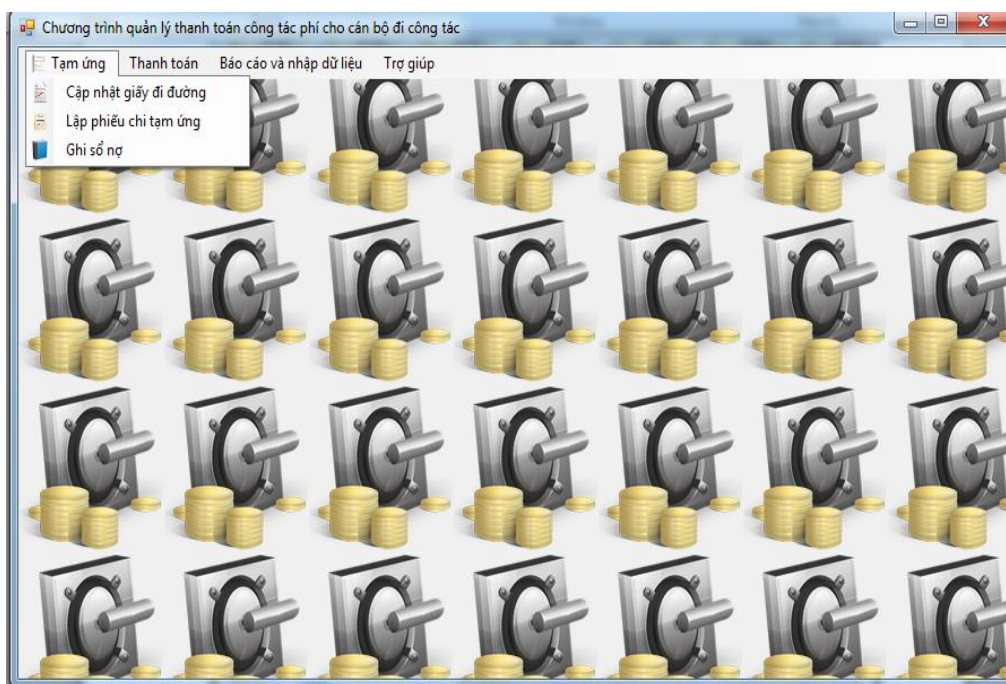 Chương trình quản lý thanh toán công tác phí cho cán bộ đi công tác
Tạm ứng Thanh toán Báo cáo và nhập dữ liệu Trợ giúp
Cập nhật giấy đi đường
Lập phiếu chi tạm ứng
Ghi sổ nợ